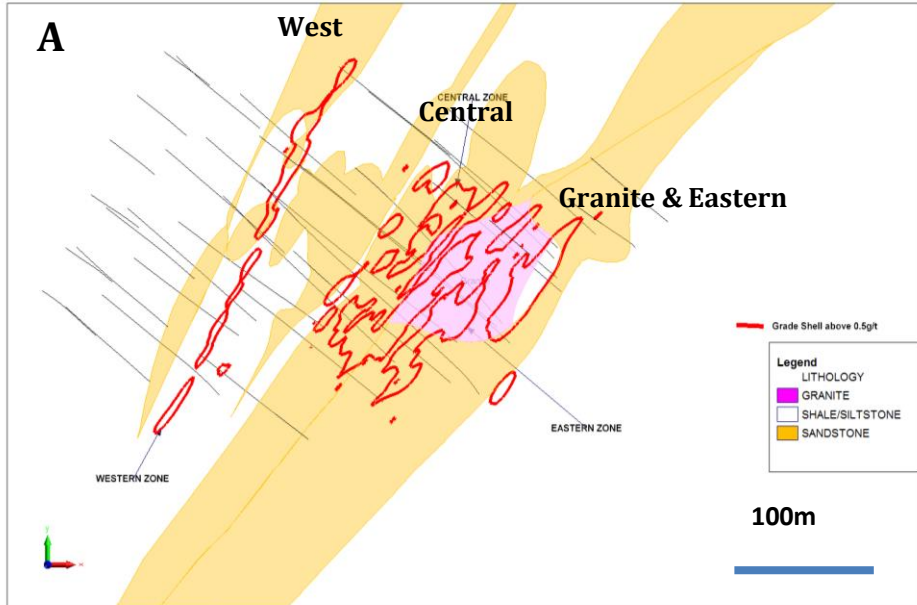 A
West
CENTRAL ZONE
Central
Granite & Eastern
Grade Shell above 0.5g/t
Legend
LITHOLOGY
GRANITE
SHALE/SILTSTONE
SANDSTONE
EASTERN ZONE
WESTERN ZONE
100m